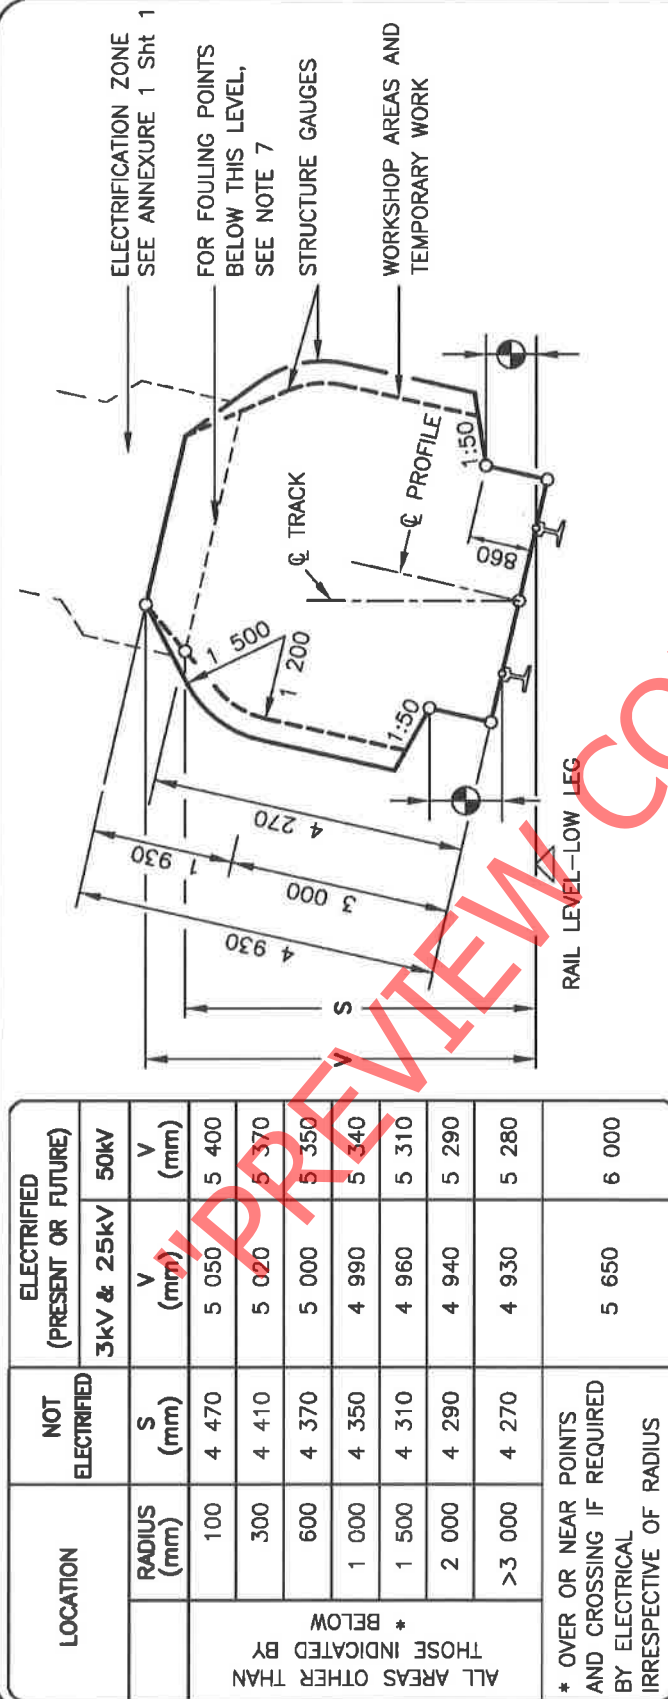 ELECTRIFICATION ZONE
SEE ANNEXURE 1 Sht 1
FOR FOULING POINTS
BELOW THIS LEVEL,
SEE NOTE 7
STRUCTURE GAUGES
WORKSHOP AREAS AND
TEMPORARY WORK
℄ TRACK
℄ PROFILE
1:50
860
1 500
1 200
1:50
4 270
1 930
3 000
4 930
S
V
RAIL LEVEL-LOW LEG
"PREVIEW CO
LOCATION
NOT
ELECTRIFIED
ELECTRIFIED
(PRESENT OR FUTURE)
3kV & 25kV 50kV
RADIUS
(mm)
S
(mm)
V
(mm)
V
(mm)
ALL AREAS OTHER THAN
THOSE INDICATED BY
* BELOW
100 4 470 5 050 5 400
300 4 410 5 020 5 370
600 4 370 5 000 5 350
1 000 4 350 4 990 5 340
1 500 4 310 4 960 5 310
2 000 4 290 4 940 5 290
>3 000 4 270 4 930 5 280
* OVER OR NEAR POINTS
AND CROSSING IF REQUIRED
BY ELECTRICAL
IRRESPECTIVE OF RADIUS
5 650 6 000